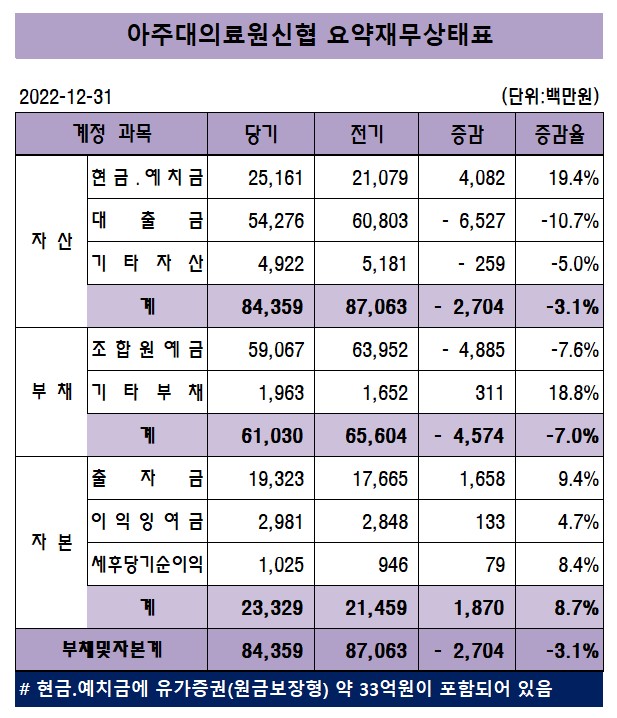 아주대의료원신협 요약재무상태표
2022-12-31 (단위:백만원)
계정 과목 당기 전기 증감 증감율
자 산
현금.예치금 25,161 21,079 4,082 19.4%
대 출 금 54,276 60,803 - 6,527 -10.7%
기 타 자 산 4,922 5,181 - 259 -5.0%
계 84,359 87,063 - 2,704 -3.1%
부 채
조합원예금 59,067 63,952 - 4,885 -7.6%
기 타 부 채 1,963 1,652 311 18.8%
계 61,030 65,604 - 4,574 -7.0%
자 본
출 자 금 19,323 17,665 1,658 9.4%
이익잉여금 2,981 2,848 133 4.7%
세후당기순이익 1,025 946 79 8.4%
계 23,329 21,459 1,870 8.7%
부채및자본계 84,359 87,063 - 2,704 -3.1%
# 현금.예치금에 유가증권(원금보장형) 약 33억원이 포함되어 있음